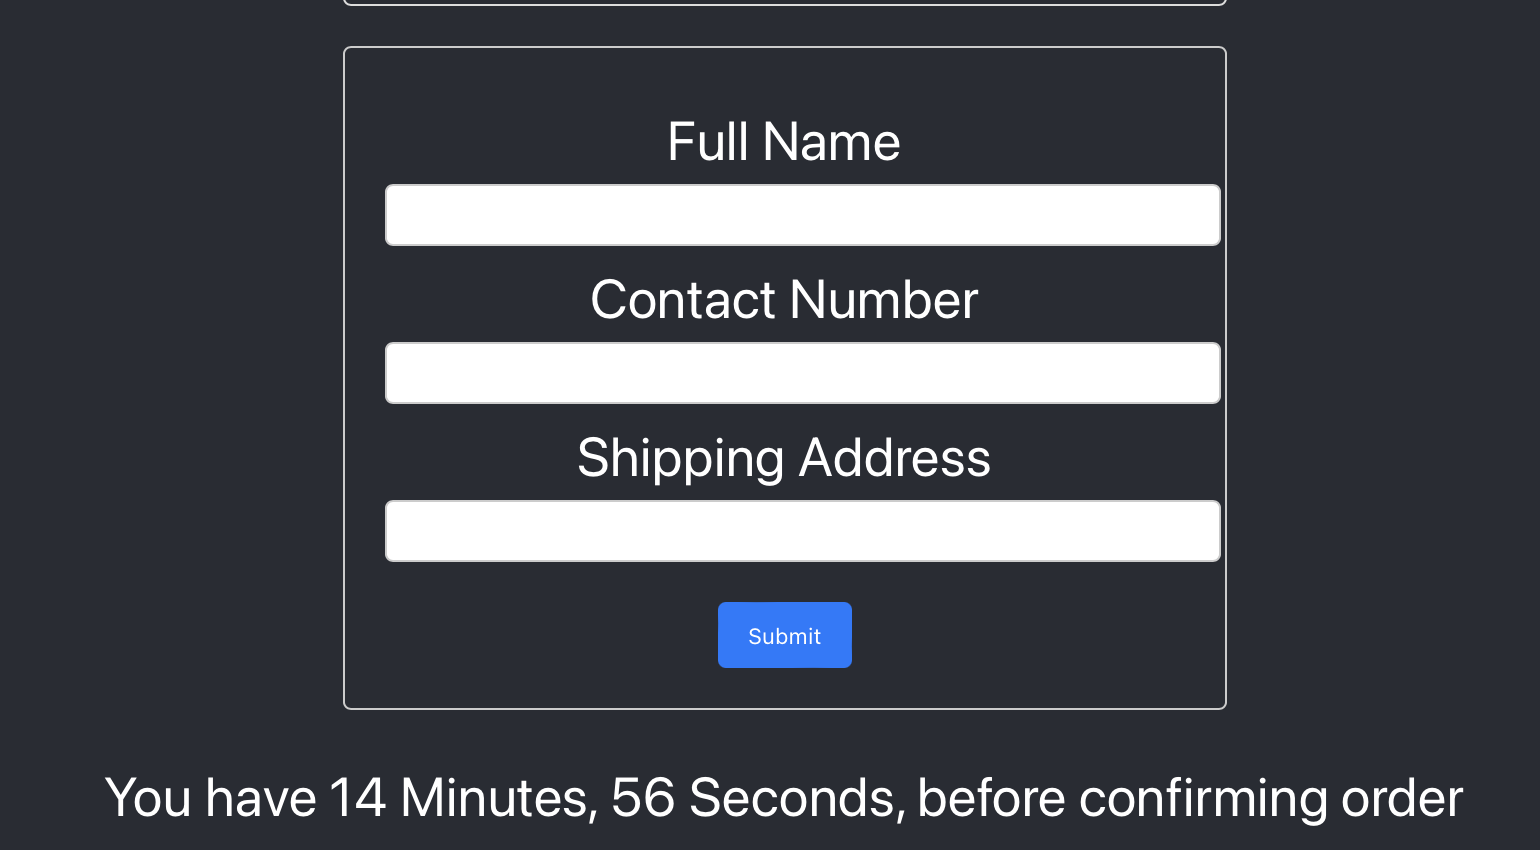 Full Name
Contact Number
Shipping Address
Submit
You have 14 Minutes, 56 Seconds, before confirming order